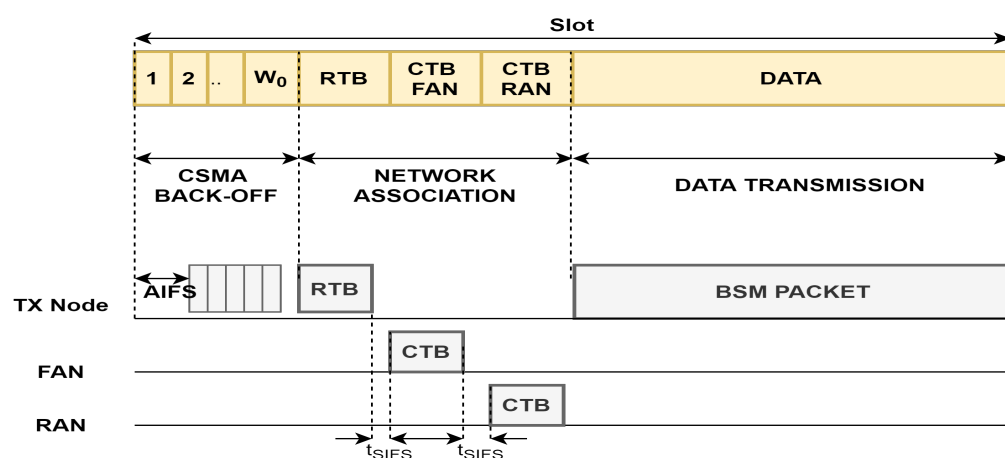 Slot
1 2 .. W₀ RTB CTB FAN CTB RAN DATA
CSMA BACK-OFF
NETWORK ASSOCIATION
DATA TRANSMISSION
AIFS
RTB
BSM PACKET
TX Node
CTB
FAN
CTB
RAN
tSIFS tSIFS